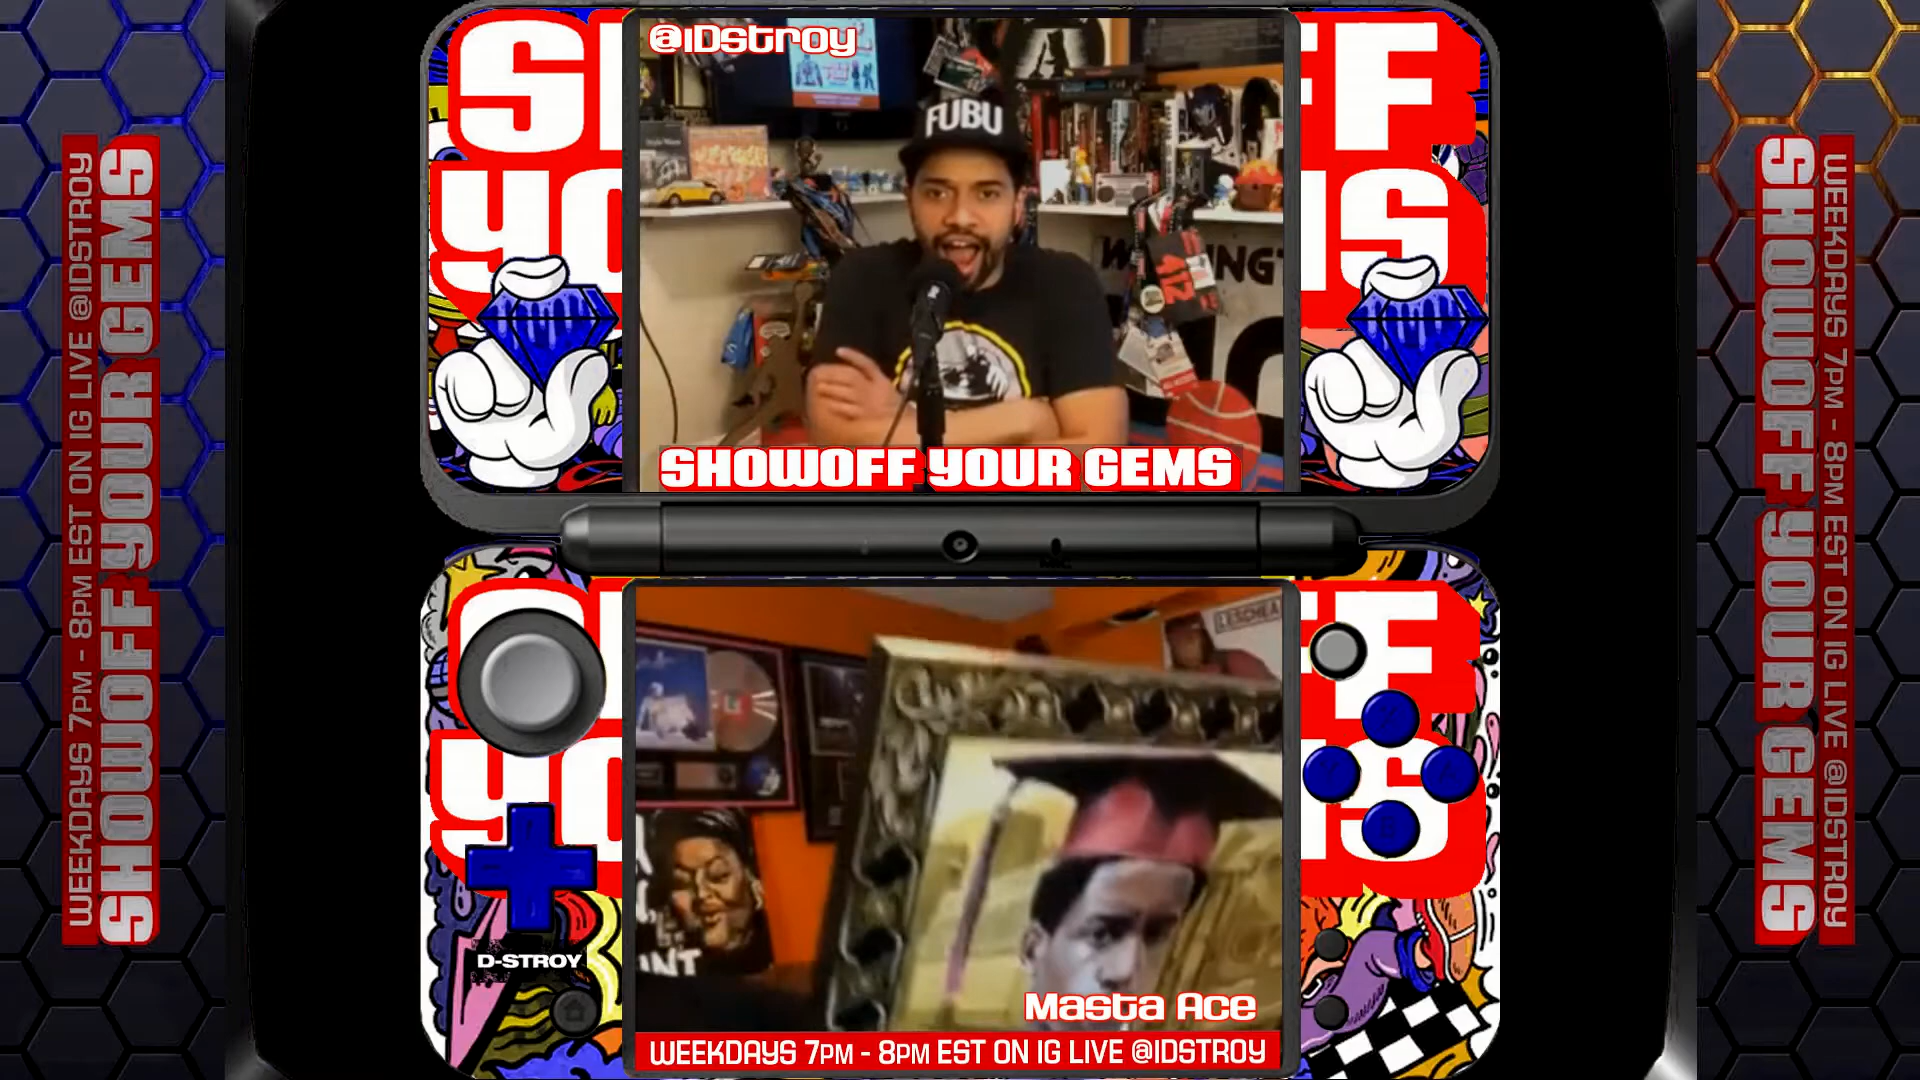 WEEKDAYS 7PM - 8PM EST ON IG LIVE @IDSTROY
SHOWOFF YOUR GEMS
@iDstroy
FUBU
SHOWOFF YOUR GEMS
LESCHEA
Masta Ace
WEEKDAYS 7PM - 8PM EST ON IG LIVE @IDSTROY
D-STROY
X
Y
A
B
SHOWOFF YOUR GEMS
WEEKDAYS 7PM - 8PM EST ON IG LIVE @IDSTROY